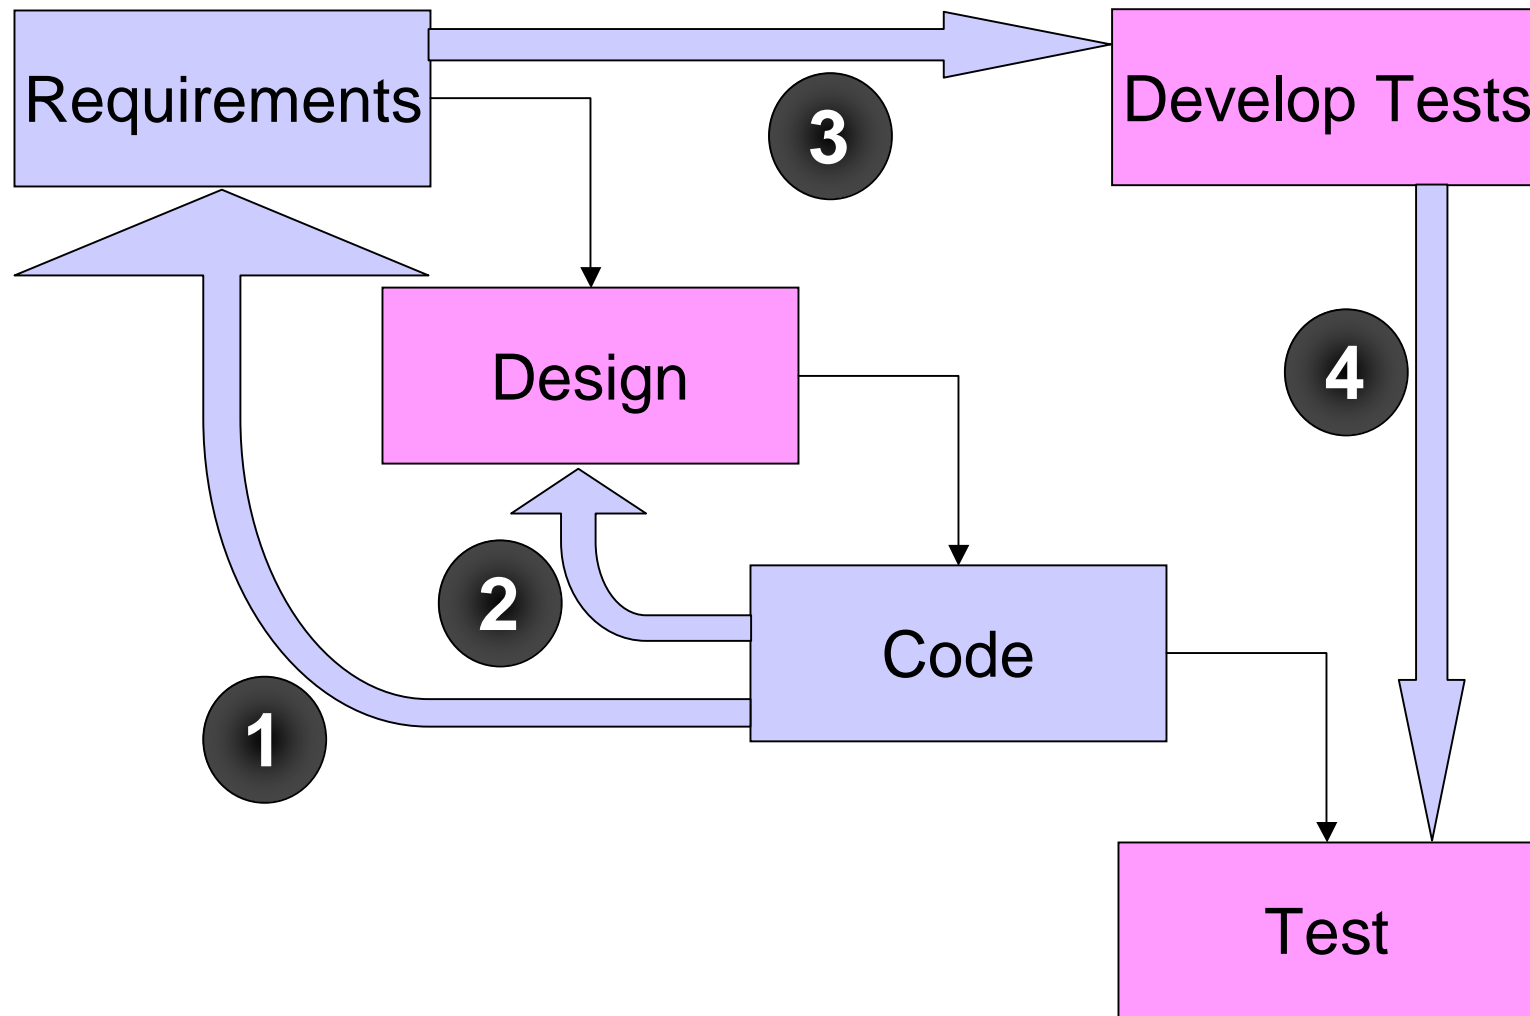 Requirements
Develop Tests
3
Design
4
2
Code
1
Test